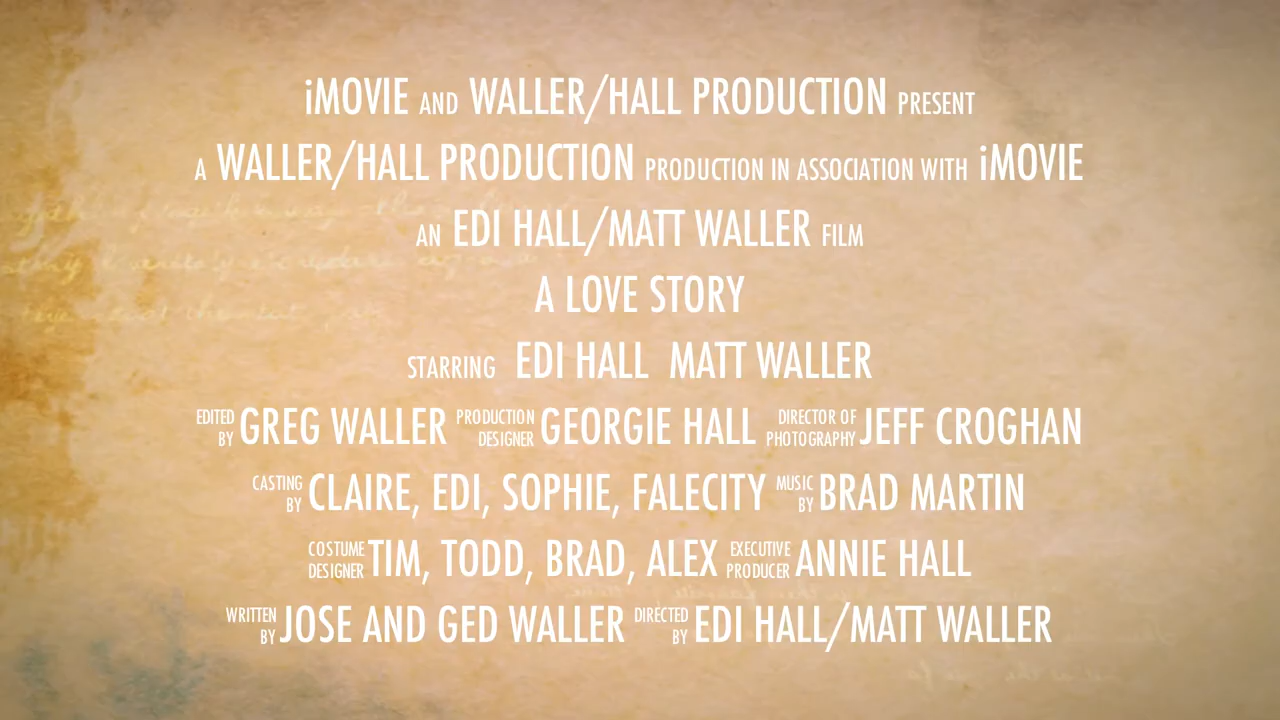 iMOVIE AND WALLER/HALL PRODUCTION PRESENT
A WALLER/HALL PRODUCTION PRODUCTION IN ASSOCIATION WITH iMOVIE
AN EDI HALL/MATT WALLER FILM
A LOVE STORY
STARRING EDI HALL MATT WALLER
EDITED BY GREG WALLER PRODUCTION DESIGNER GEORGIE HALL DIRECTOR OF PHOTOGRAPHY JEFF CROGHAN
CASTING BY CLAIRE, EDI, SOPHIE, FALECITY MUSIC BY BRAD MARTIN
COSTUME DESIGNER TIM, TODD, BRAD, ALEX EXECUTIVE PRODUCER ANNIE HALL
WRITTEN BY JOSE AND GED WALLER DIRECTED BY EDI HALL/MATT WALLER